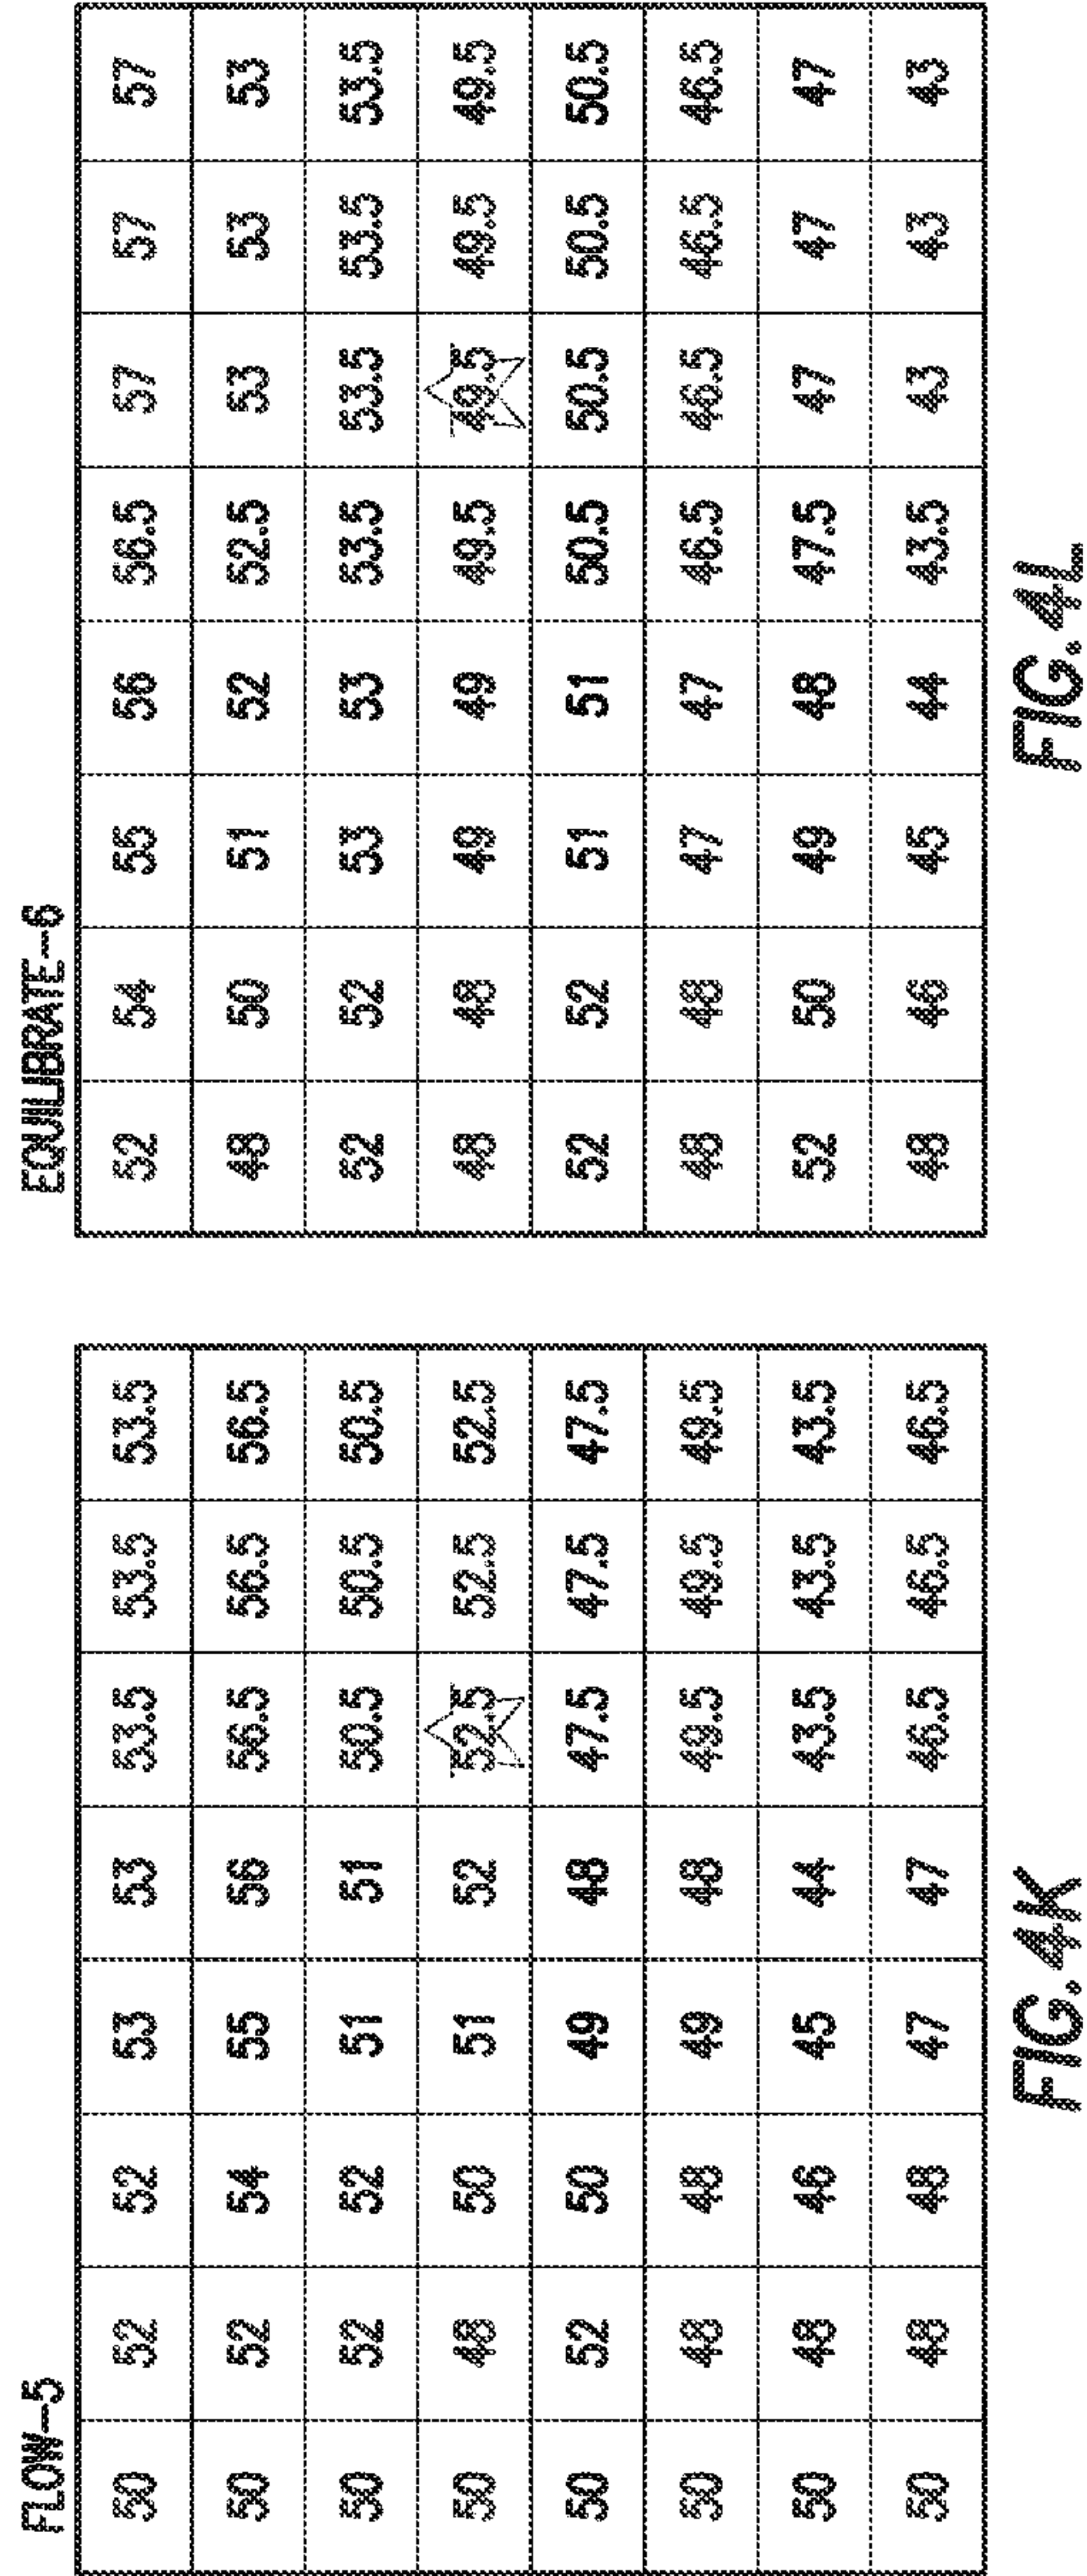 FLOW-5
50 52 52 53 53 53.5 53.5 53.5
50 52 54 55 56 56.5 56.5 56.5
50 52 52 51 51 50.5 50.5 50.5
50 48 50 51 52 52.5 52.5 52.5
50 52 50 49 48 47.5 47.5 47.5
50 48 48 49 48 49.5 49.5 49.5
50 48 46 45 44 43.5 43.5 43.5
50 48 48 47 47 46.5 46.5 46.5
FIG. 4K
EQUILIBRATE-6
52 54 55 56 56.5 57 57 57
48 50 51 52 52.5 53 53 53
52 52 53 53 53.5 53.5 53.5 53.5
48 48 49 49 49.5 49.5 49.5 49.5
52 52 51 51 50.5 50.5 50.5 50.5
48 48 47 47 46.5 46.5 46.5 46.5
52 50 49 48 47.5 47 47 47
48 46 45 44 43.5 43 43 43
FIG. 4L